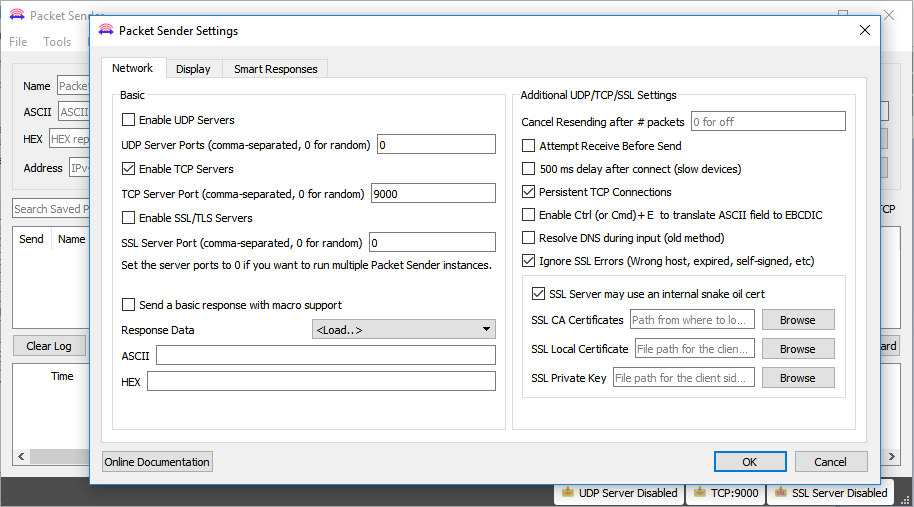 Packet Sender
File Tools
Packet Sender Settings
Network Display Smart Responses
Name Packet
ASCII ASCII
HEX HEX rep
Address IPv
Search Saved P
TCP
Send Name
Clear Log
Time
Basic
Enable UDP Servers
UDP Server Ports (comma-separated, 0 for random) 0
Enable TCP Servers
TCP Server Port (comma-separated, 0 for random) 9000
Enable SSL/TLS Servers
SSL Server Port (comma-separated, 0 for random) 0
Set the server ports to 0 if you want to run multiple Packet Sender instances.
Send a basic response with macro support
Response Data <Load..>
ASCII
HEX
Additional UDP/TCP/SSL Settings
Cancel Resending after # packets 0 for off
Attempt Receive Before Send
500 ms delay after connect (slow devices)
Persistent TCP Connections
Enable Ctrl (or Cmd)+E to translate ASCII field to EBCDIC
Resolve DNS during input (old method)
Ignore SSL Errors (Wrong host, expired, self-signed, etc)
SSL Server may use an internal snake oil cert
SSL CA Certificates Path from where to lo... Browse
SSL Local Certificate File path for the clien... Browse
SSL Private Key File path for the client sid... Browse
ard
Online Documentation OK Cancel
UDP Server Disabled TCP:9000 SSL Server Disabled